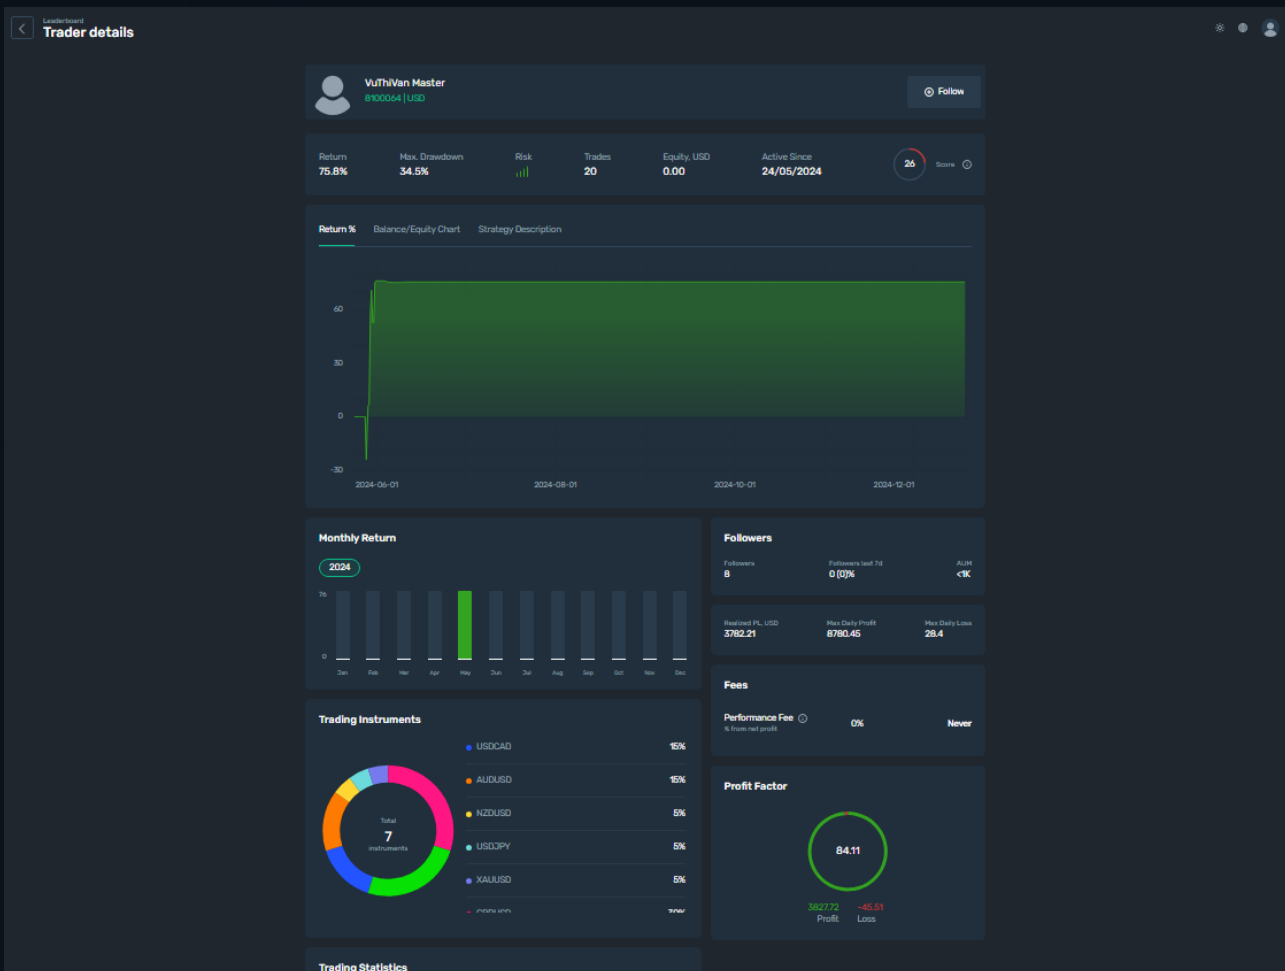 Leaderboard
Trader details
VuThiVan Master
8100064 | USD
Follow
Return
75.8%
Max. Drawdown
34.5%
Risk
Trades
20
Equity, USD
0.00
Active Since
24/05/2024
26
Score
Return %
Balance/Equity Chart
Strategy Description
60
30
0
-30
2024-06-01
2024-08-01
2024-10-01
2024-12-01
Monthly Return
2024
76
0
Jan
Feb
Mar
Apr
May
Jun
Jul
Aug
Sep
Oct
Nov
Dec
Followers
Followers
8
Followers last 7d
0 (0)%
AUM
<1K
Realized PL, USD
3782.21
Max Daily Profit
8780.45
Max Daily Loss
28.4
Fees
Performance Fee
% from net profit
0%
Never
Trading Instruments
Total
7
instruments
USDCAD 15%
AUDUSD 15%
NZDUSD 5%
USDJPY 5%
XAUUSD 5%
Profit Factor
84.11
3827.72
Profit
-45.51
Loss
Trading Statistics